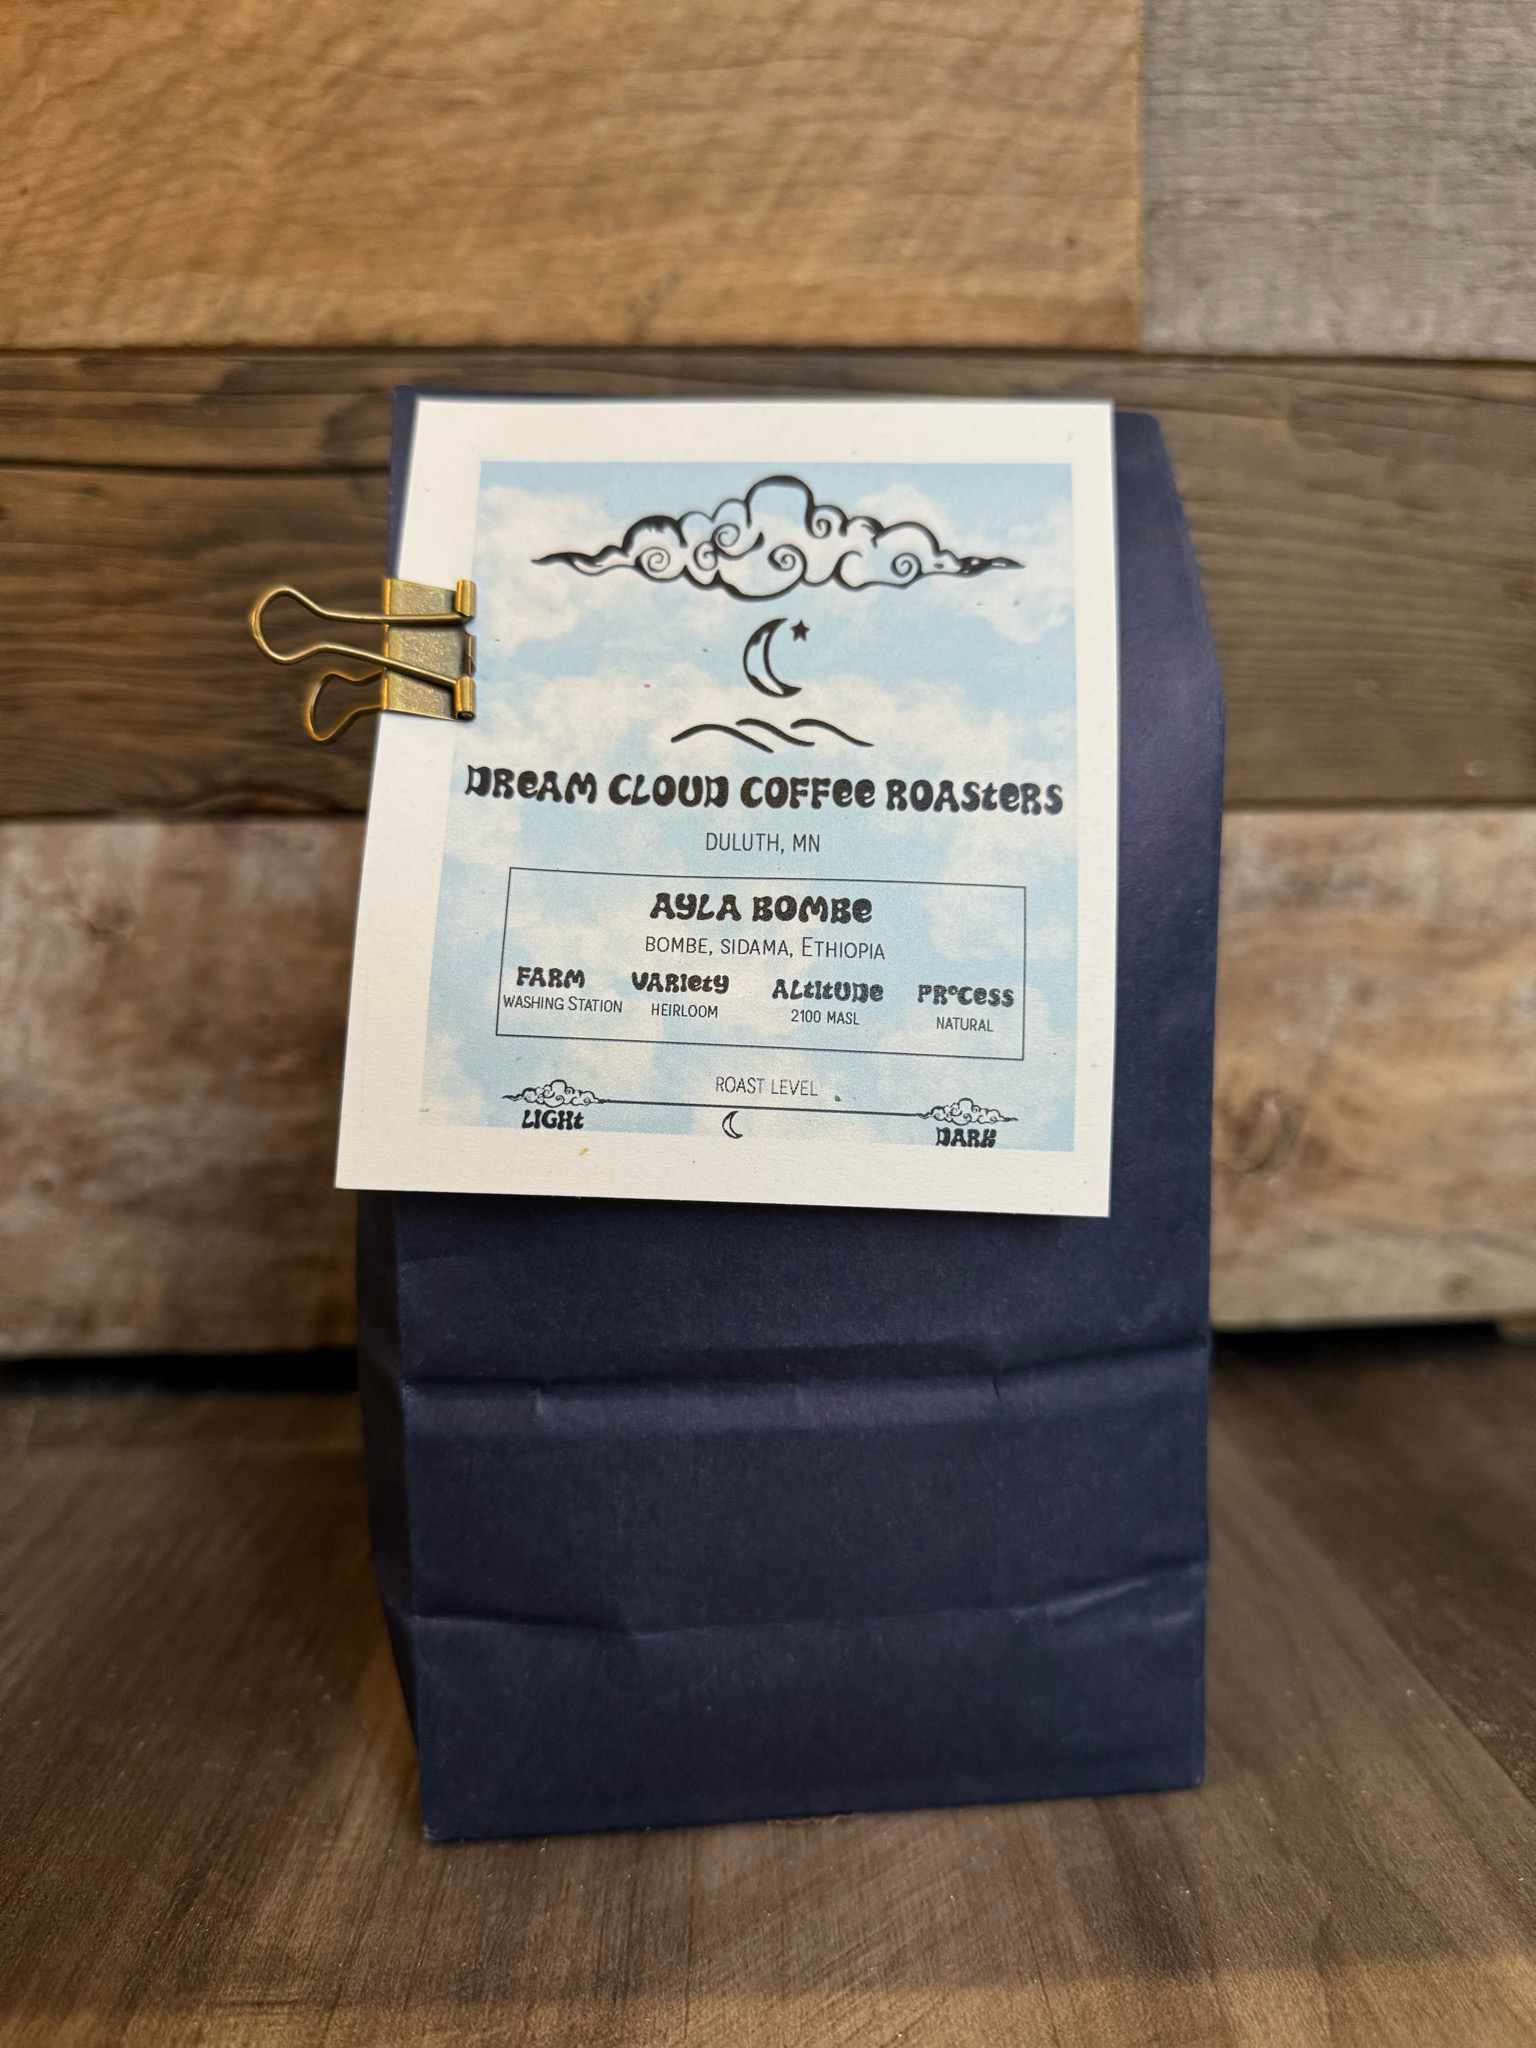 DREAM CLOUD COFFEE ROASTERS
DULUTH, MN
AYLA BOMBE
BOMBE, SIDAMA, ETHIOPIA
FARM VARIETY ALTITUDE PROCESS
WASHING STATION HEIRLOOM 2100 MASL NATURAL
ROAST LEVEL
LIGHT DARK